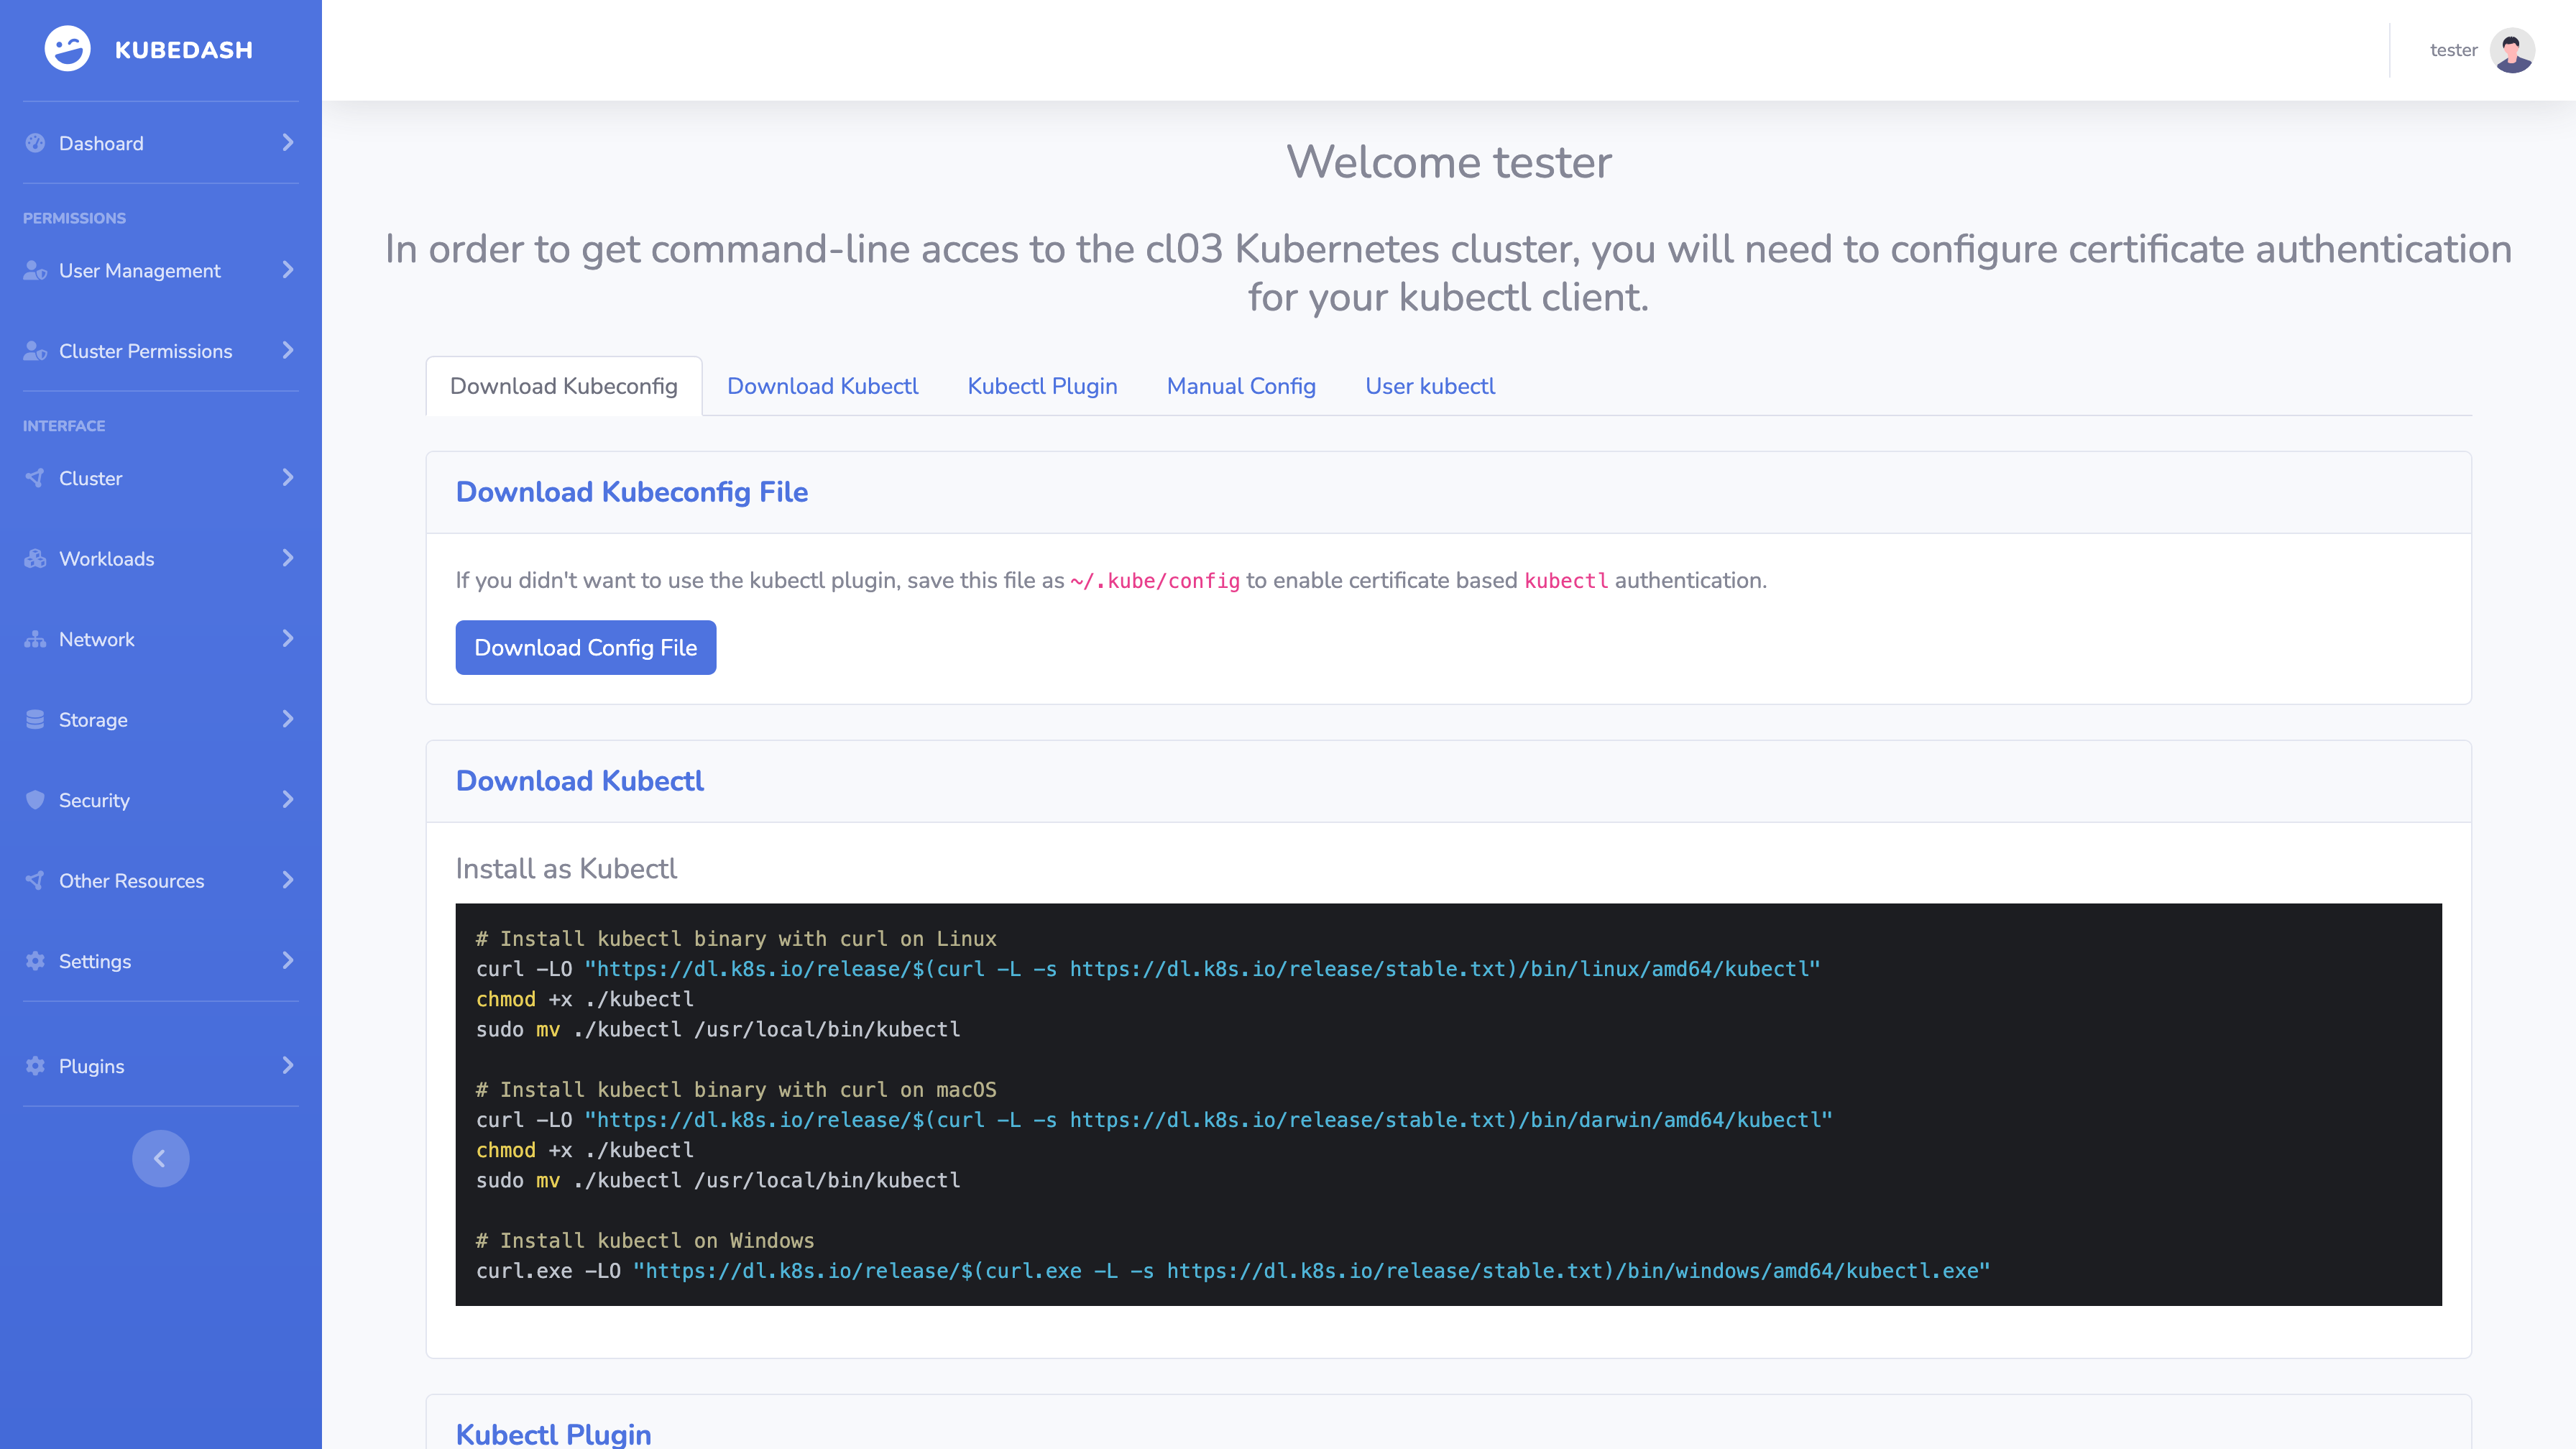 KUBEDASH
tester
Dashoard
PERMISSIONS
User Management
Cluster Permissions
INTERFACE
Cluster
Workloads
Network
Storage
Security
Other Resources
Settings
Plugins
Welcome tester
In order to get command-line acces to the cl03 Kubernetes cluster, you will need to configure certificate authentication
for your kubectl client.
Download Kubeconfig Download Kubectl Kubectl Plugin Manual Config User kubectl
Download Kubeconfig File
If you didn't want to use the kubectl plugin, save this file as ~/.kube/config to enable certificate based kubectl authentication.
Download Config File
Download Kubectl
Install as Kubectl
# Install kubectl binary with curl on Linux
curl -LO "https://dl.k8s.io/release/$(curl -L -s https://dl.k8s.io/release/stable.txt)/bin/linux/amd64/kubectl"
chmod +x ./kubectl
sudo mv ./kubectl /usr/local/bin/kubectl
# Install kubectl binary with curl on macOS
curl -LO "https://dl.k8s.io/release/$(curl -L -s https://dl.k8s.io/release/stable.txt)/bin/darwin/amd64/kubectl"
chmod +x ./kubectl
sudo mv ./kubectl /usr/local/bin/kubectl
# Install kubectl on Windows
curl.exe -LO "https://dl.k8s.io/release/$(curl.exe -L -s https://dl.k8s.io/release/stable.txt)/bin/windows/amd64/kubectl.exe"
Kubectl Plugin